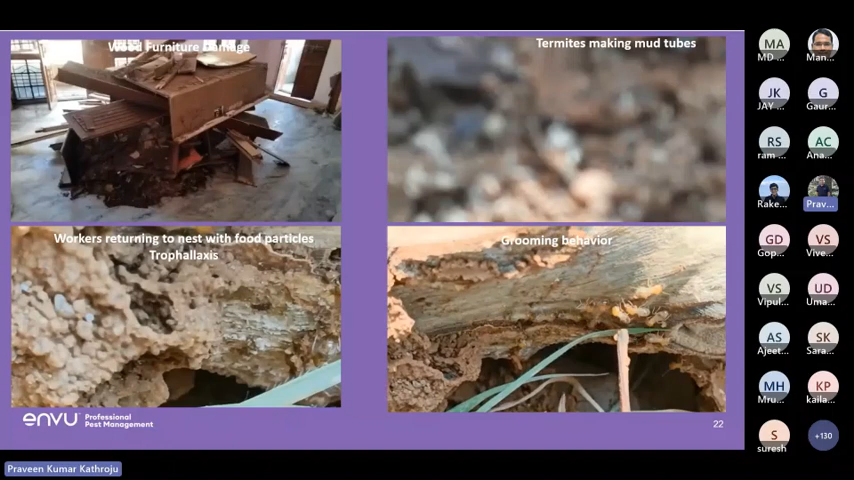 Wood Furniture Damage
Termites making mud tubes
Workers returning to nest with food particles
Trophallaxis
Grooming behavior
envu Professional
Pest Management
22
MA
MD ...
Man...
JK
JAY ...
G
Gaur...
RS
ram ...
AC
Ana...
Rake...
Prav...
GD
Gop...
VS
Vive...
VS
Vipul...
UD
Uma...
AS
Ajeet...
SK
Sara...
MH
Mru...
KP
kaila...
S
suresh
+130
Praveen Kumar Kathroju